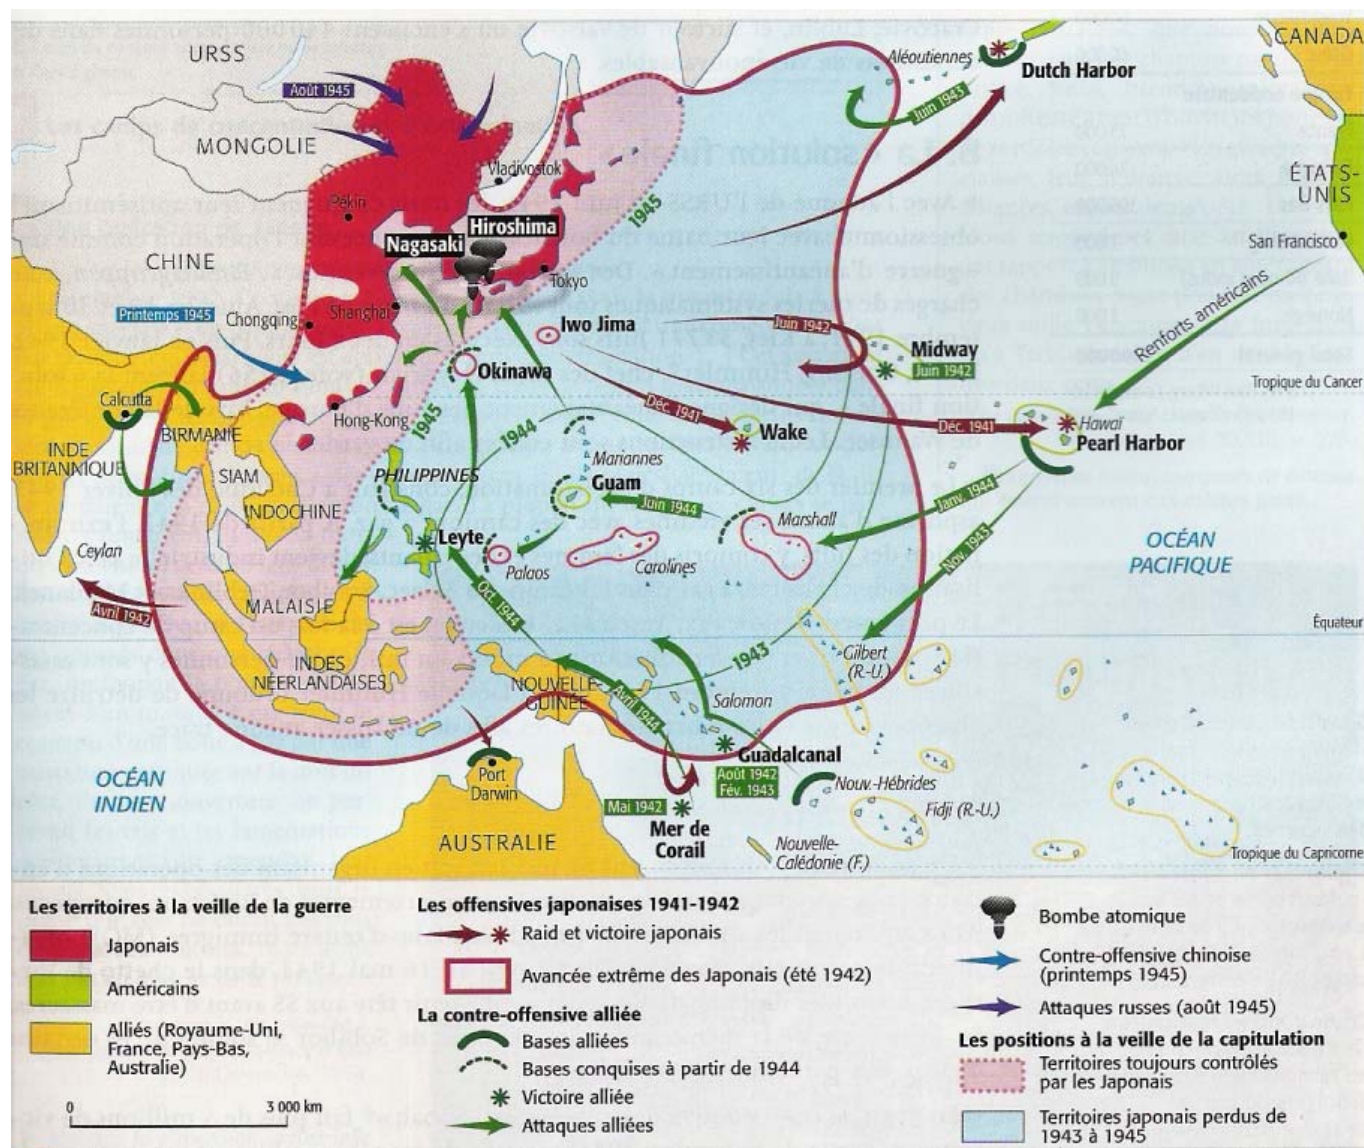 URSS
Août 1945
MONGOLIE
Vladivostok
Pékin
Hiroshima
Nagasaki
Tokyo
CHINE
Shanghai
Printemps 1945
Chongqing
Hong-Kong
1945
Aléoutiennes
Dutch Harbor
Juin 1943
CANADA
ÉTATS-
UNIS
San Francisco
Renforts américains
Iwo Jima
Okinawa
Juin 1942
Midway
Juin 1942
Tropique du Cancer
Déc. 1941
Wake
Déc. 1941
Hawaï
Pearl Harbor
Calcutta
INDE
BRITANNIQUE
BIRMANIE
SIAM
INDOCHINE
Ceylan
Avril 1942
MALAISIE
INDES
NÉERLANDAISES
1945
1944
PHILIPPINES
Leyte
Mariannes
Guam
Juin 1944
Marshall
Palaos
Carolines
Oct. 1944
Janv. 1944
Nov. 1943
OCÉAN
PACIFIQUE
Équateur
Gilbert
(R.-U.)
1943
NOUVELLE-
GUINÉE
Avril 1944
Salomon
Guadalcanal
Août 1942
Fév. 1943
Mai 1942
Mer de
Corail
Nouv.-Hébrides
Fidji (R.-U.)
Nouvelle-
Calédonie (F.)
Tropique du Capricorne
OCÉAN
INDIEN
Port
Darwin
AUSTRALIE
Les territoires à la veille de la guerre
Japonais
Américains
Alliés (Royaume-Uni,
France, Pays-Bas,
Australie)
0 3 000 km
Les offensives japonaises 1941-1942
Raid et victoire japonais
Avancée extrême des Japonais (été 1942)
La contre-offensive alliée
Bases alliées
Bases conquises à partir de 1944
Victoire alliée
Attaques alliées
Bombe atomique
Contre-offensive chinoise
(printemps 1945)
Attaques russes (août 1945)
Les positions à la veille de la capitulation
Territoires toujours contrôlés
par les Japonais
Territoires japonais perdus de
1943 à 1945